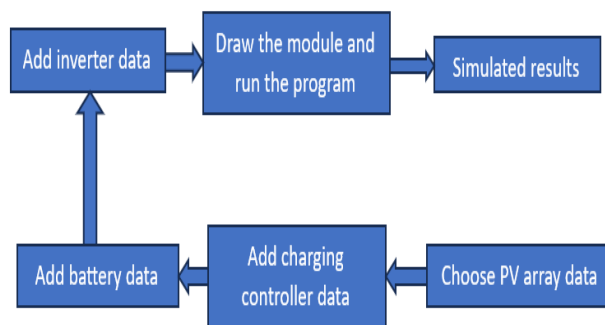 Add inverter data
Draw the module and
run the program
Simulated results
Add battery data
Add charging
controller data
Choose PV array data